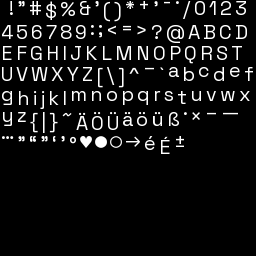 !"#$%&'()*+,-./0123
456789:;<=>?@ABCD
EFGHIJKLMNOPQRST
UVWXYZ[\]^_`abcdef
ghijklmnopqrstuvwx
yz{|}~ÄÖÜäöüß·×–—
…”“„‘’°♥●○→éÉ±